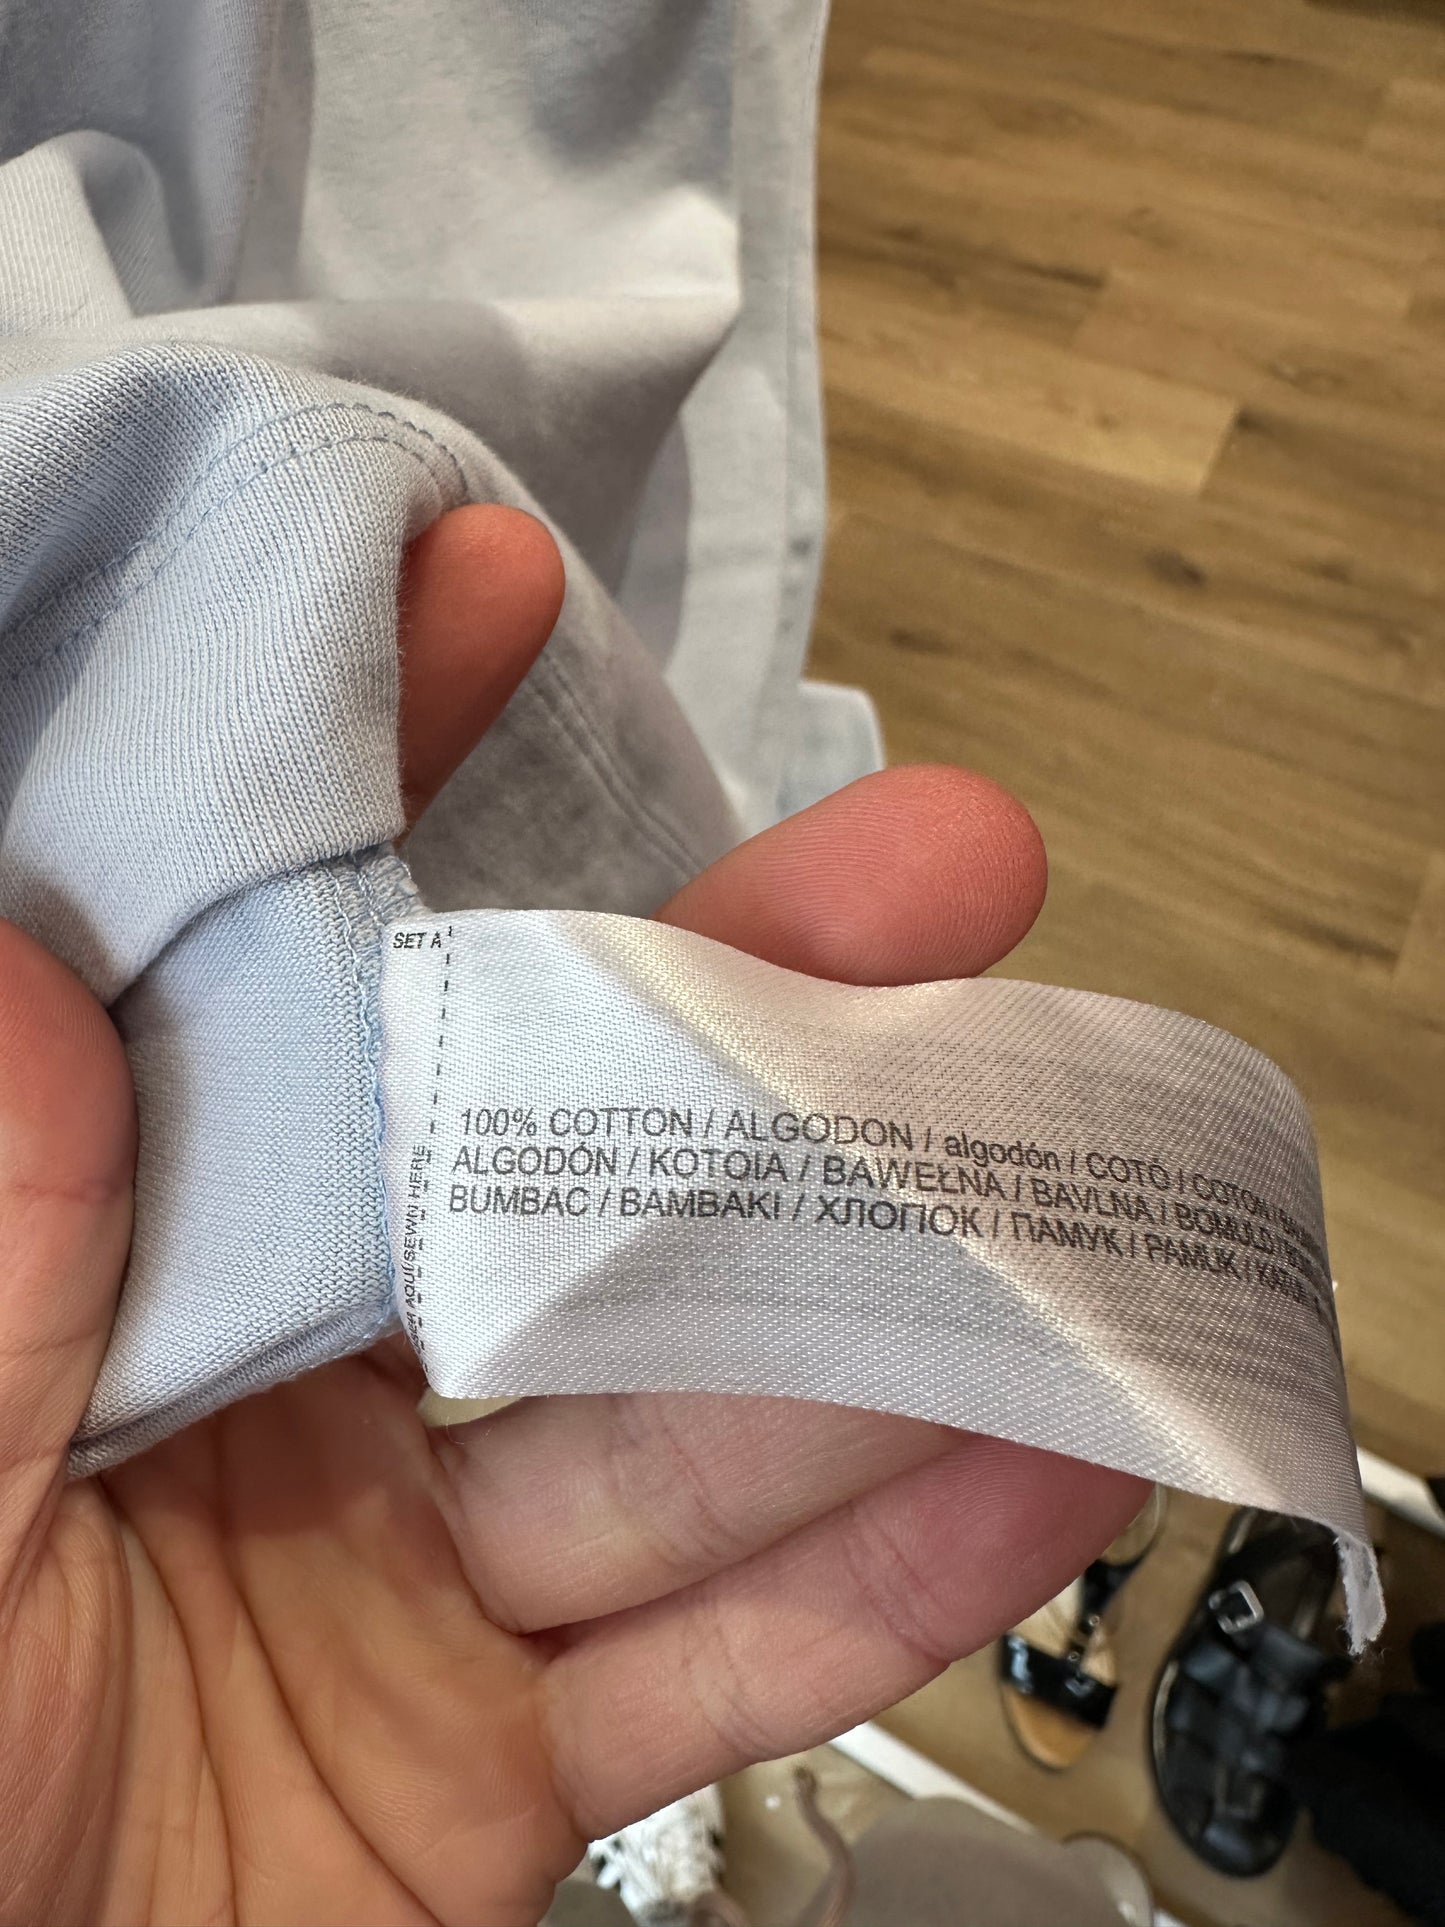 SET A
100% COTTON / ALGODON / algodón / COTÓ / COTON /
ALGODÓN / KOTOIA / BAWEŁNA / BAVLNA / BOMULD /
BUMBAC / BAMBAKI / ХЛОПОК / ПАМУК / PAMUK /
AQUÍ/SEWN HERE